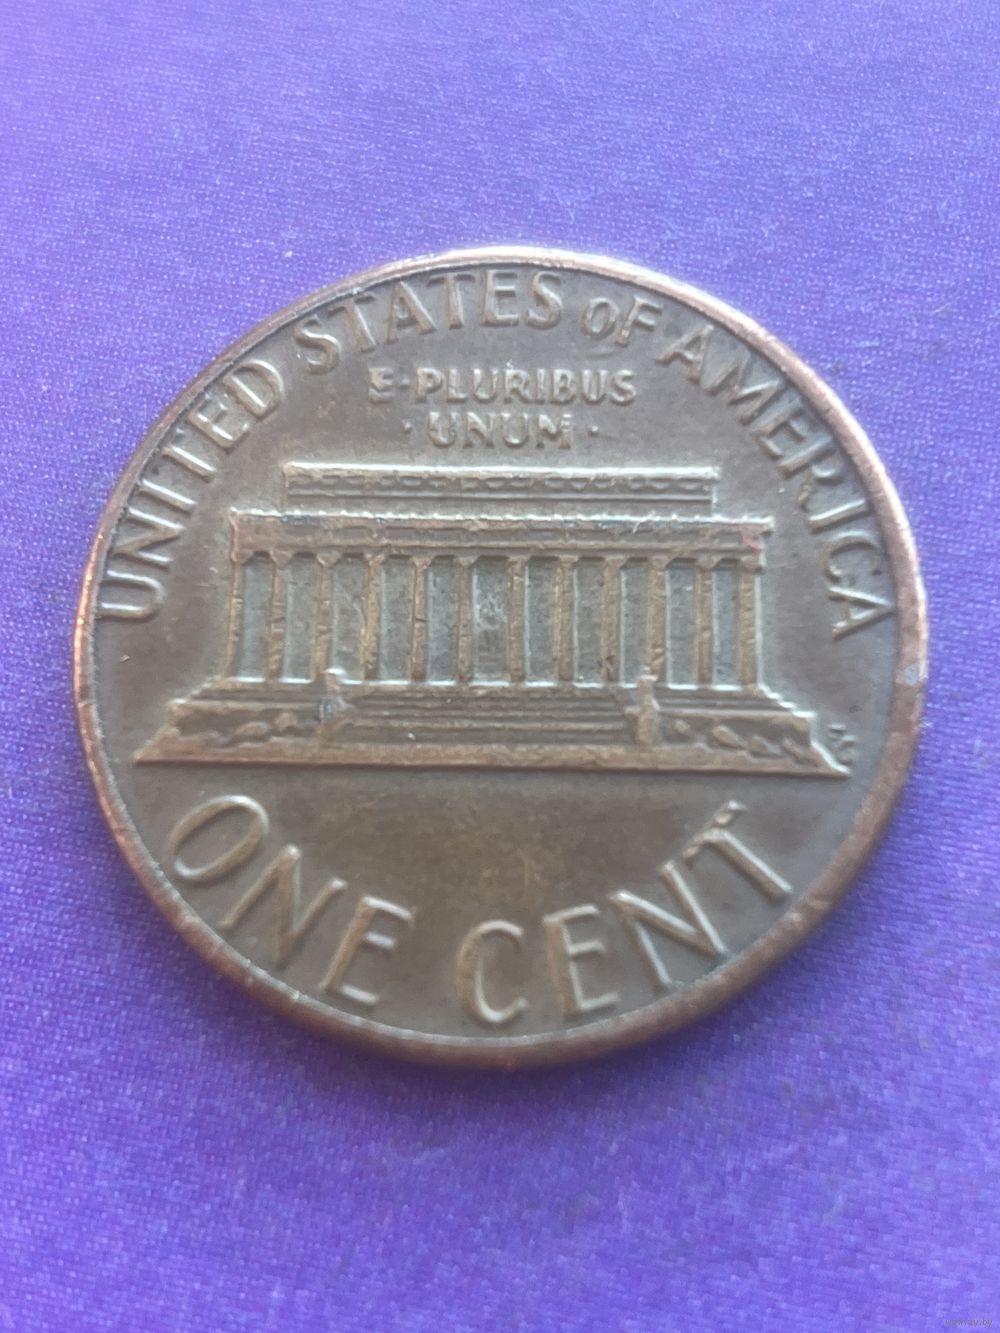 UNITED STATES OF AMERICA
E·PLURIBUS
·UNUM·
ONE CENT